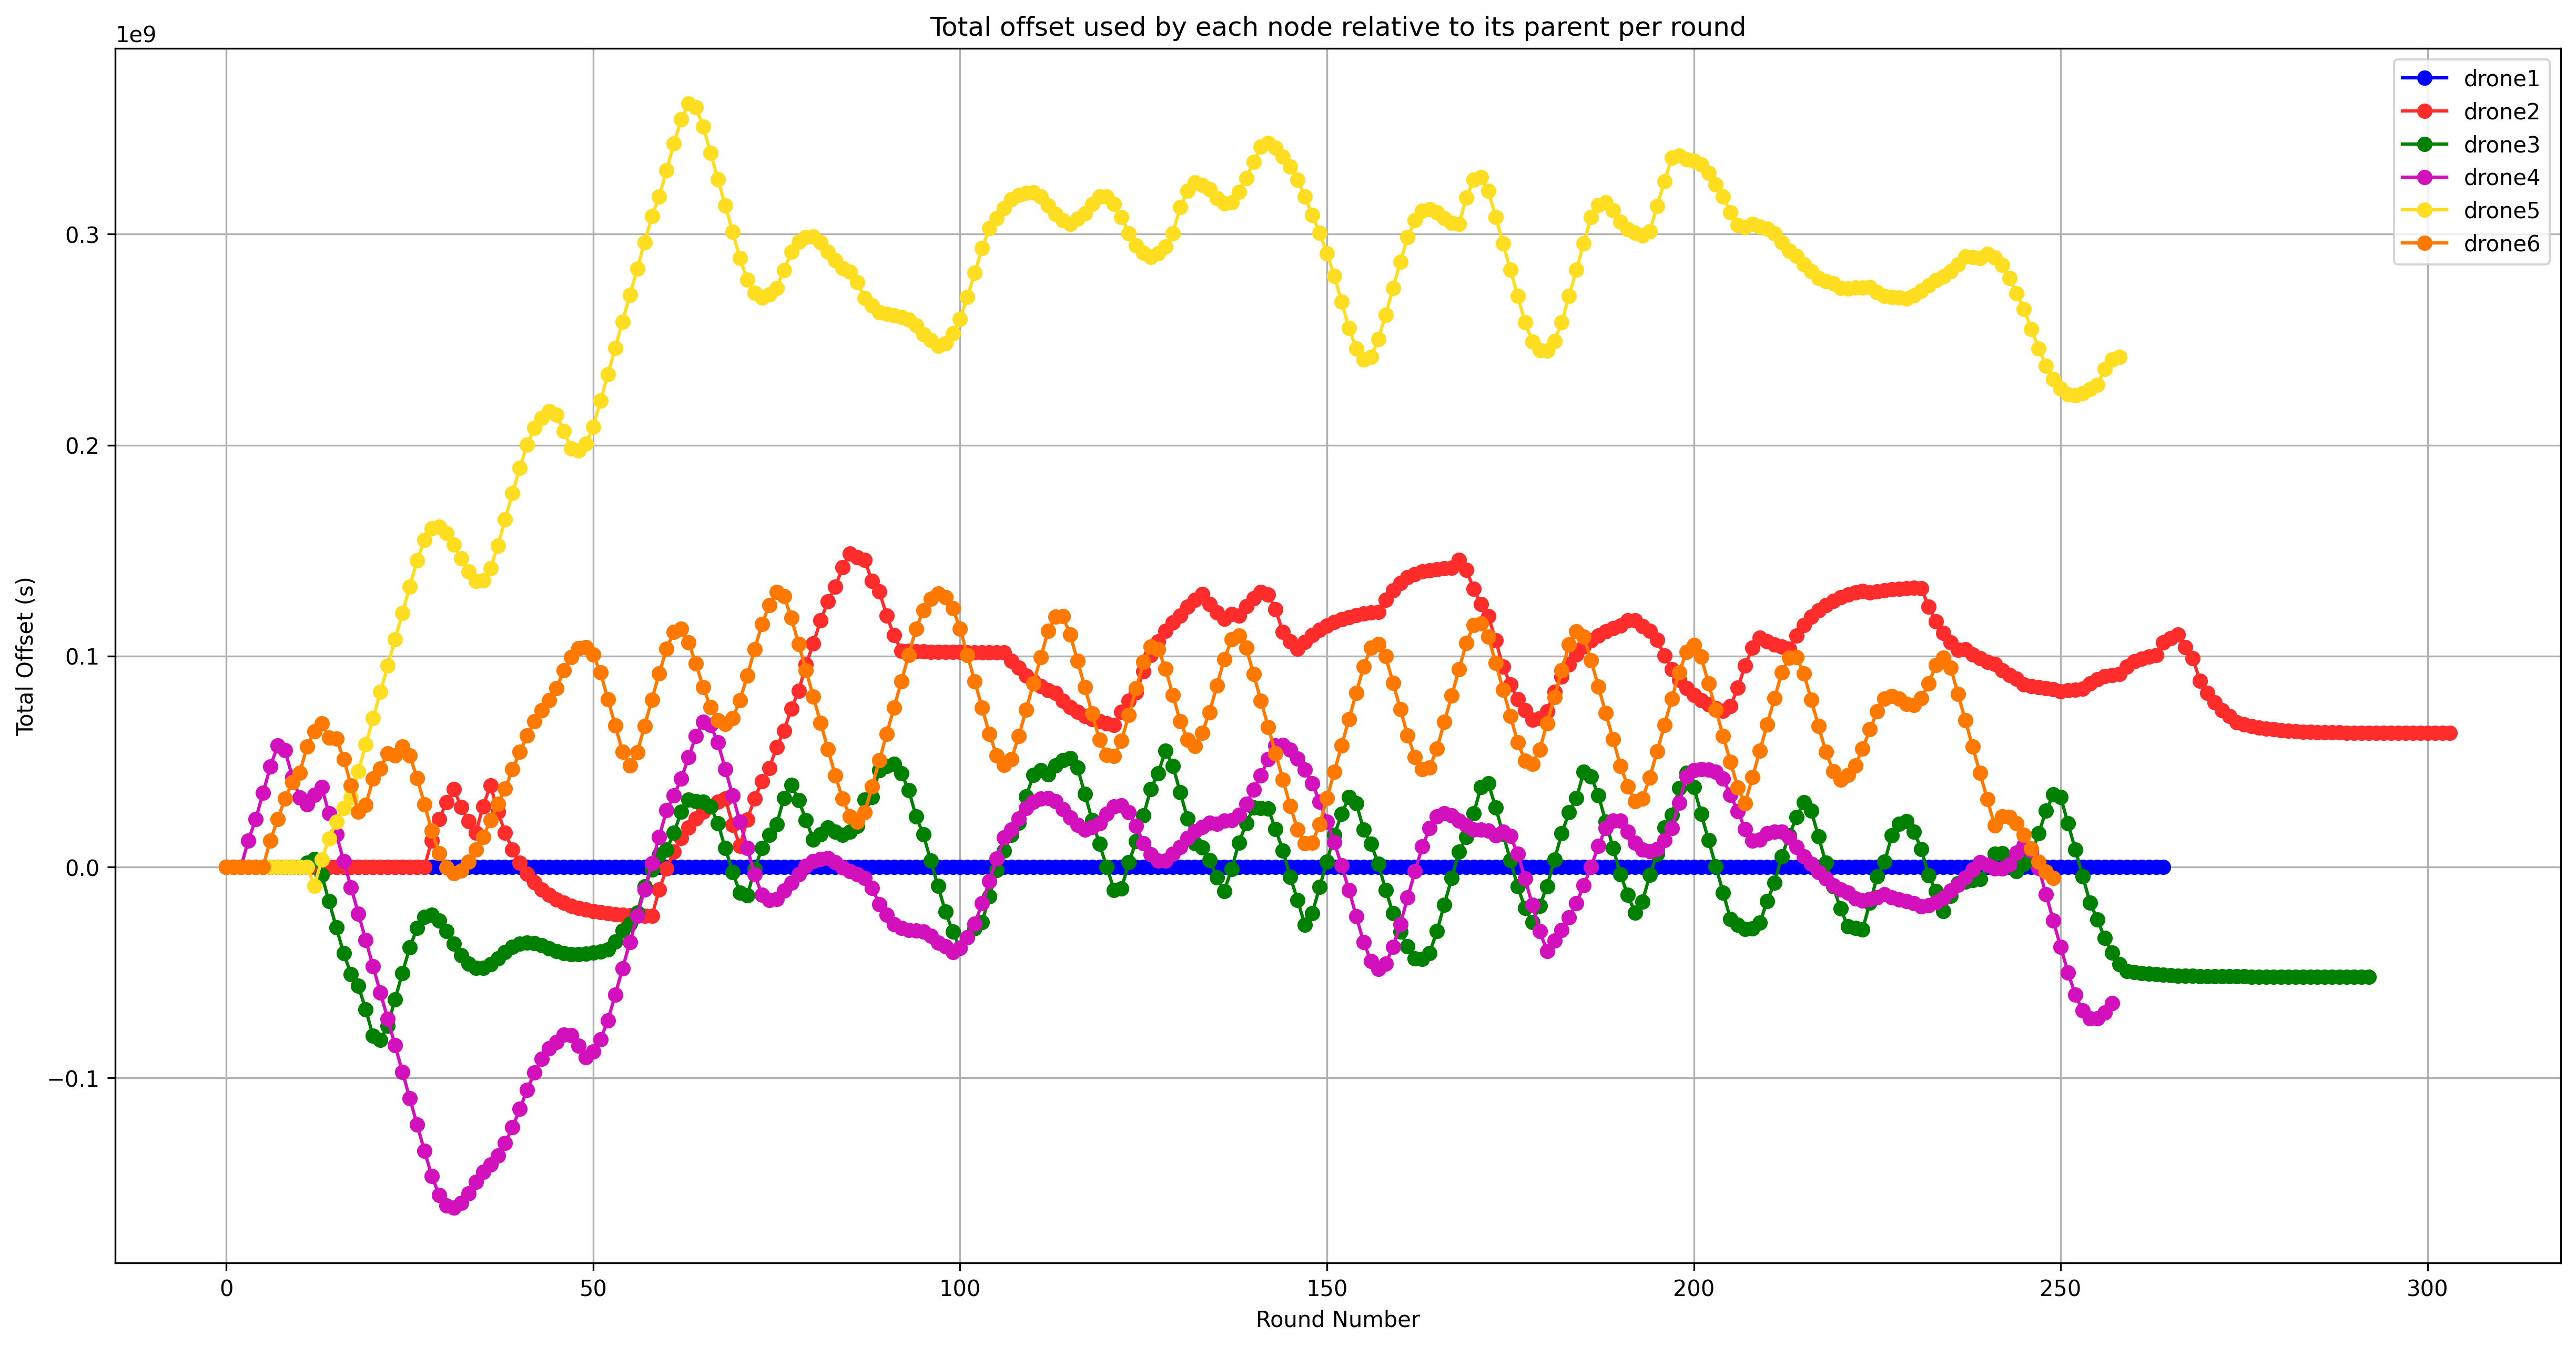 Total offset used by each node relative to its parent per round
1e9
drone1
drone2
drone3
drone4
drone5
drone6
0.3
0.2
0.1
0.0
−0.1
Total Offset (s)
0 50 100 150 200 250 300
Round Number